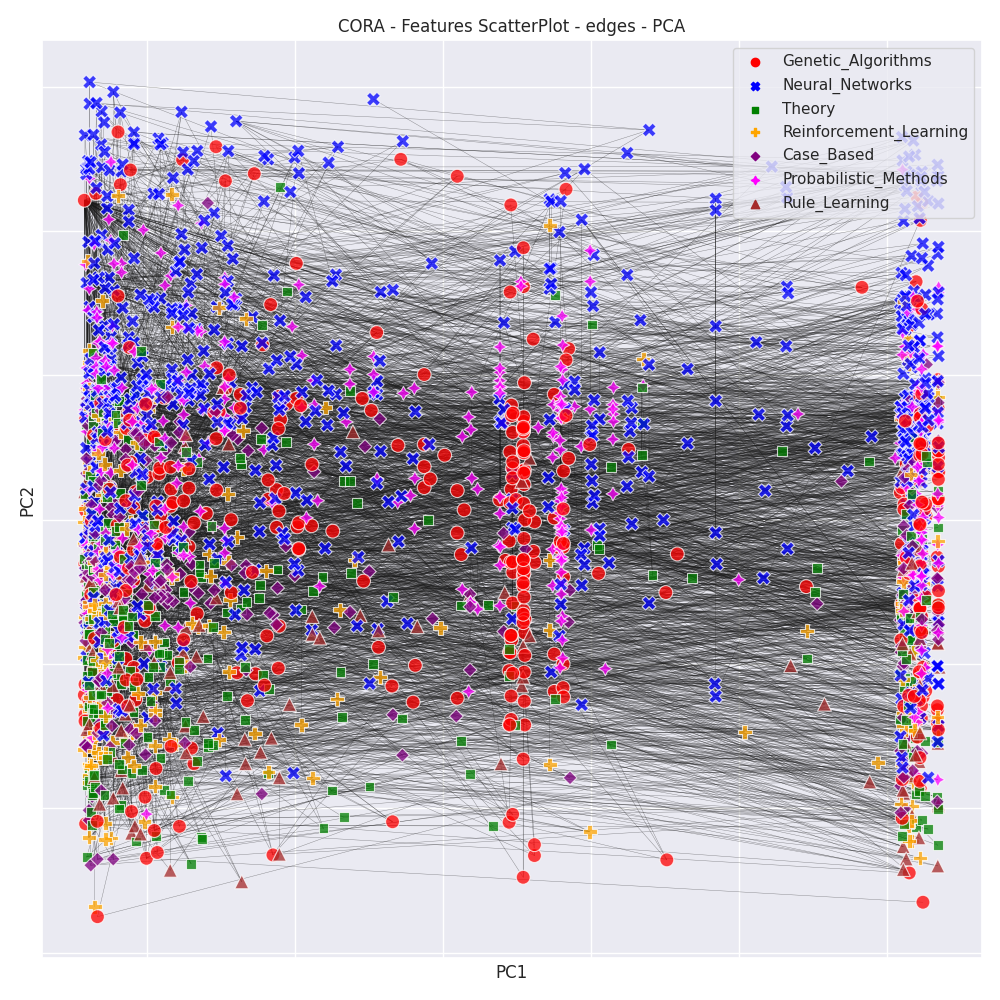 CORA - Features ScatterPlot - edges - PCA
Genetic_Algorithms
Neural_Networks
Theory
Reinforcement_Learning
Case_Based
Probabilistic_Methods
Rule_Learning
PC2
PC1